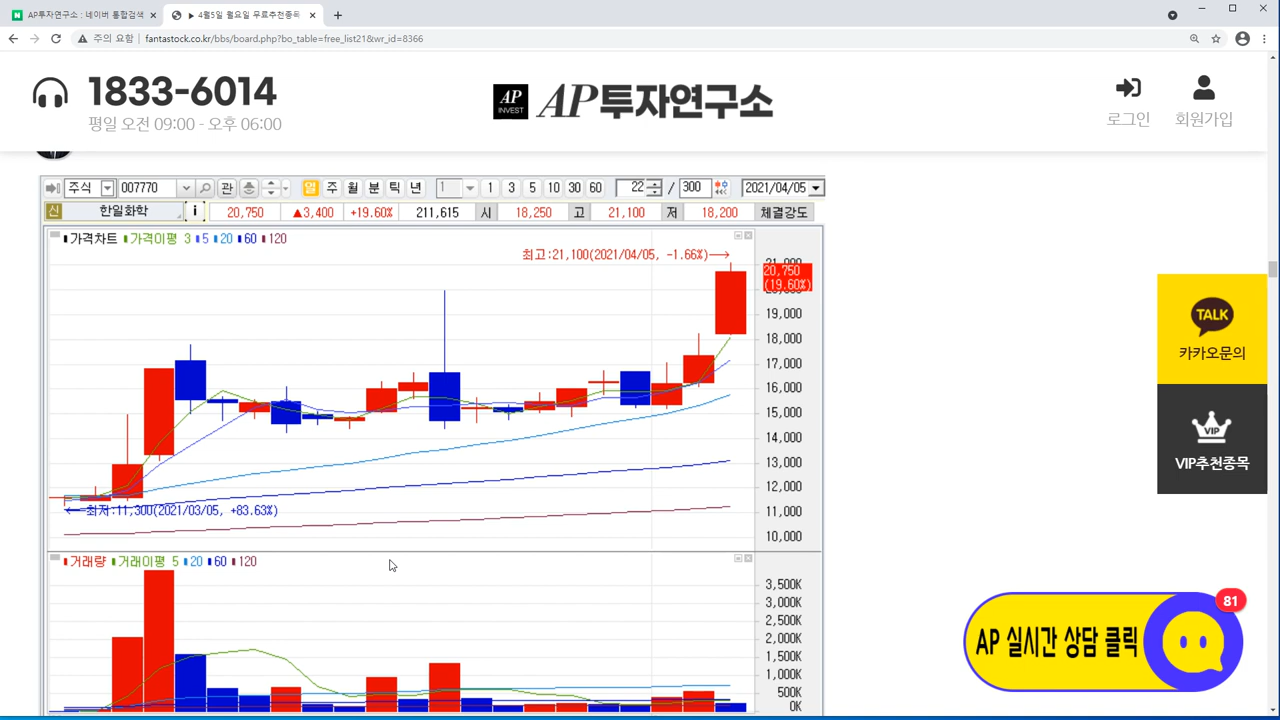 AP투자연구소 : 네이버 통합검색
▶ 4월5일 월요일 무료추천종목
주의 요함
fantastock.co.kr/bbs/board.php?bo_table=free_list21&wr_id=8366
1833-6014
평일 오전 09:00 - 오후 06:00
AP INVEST
AP투자연구소
로그인
회원가입
주식 007770 관 일 주 월 분 틱 년 1 1 3 5 10 30 60 22 / 300 2021/04/05
신 한일화학 i 20,750 ▲3,400 +19.60% 211,615 시 18,250 고 21,100 저 18,200 체결강도
가격차트 가격이평 3 5 20 60 120
최고:21,100(2021/04/05, -1.66%)→
21,000
20,750
(19.60%)
19,000
18,000
17,000
16,000
15,000
14,000
13,000
12,000
11,000
10,000
←최저:11,300(2021/03/05, +83.63%)
거래량 거래이평 5 20 60 120
3,500K
3,000K
2,500K
2,000K
1,500K
1,000K
500K
0K
TALK
카카오문의
VIP
VIP추천종목
81
AP 실시간 상담 클릭